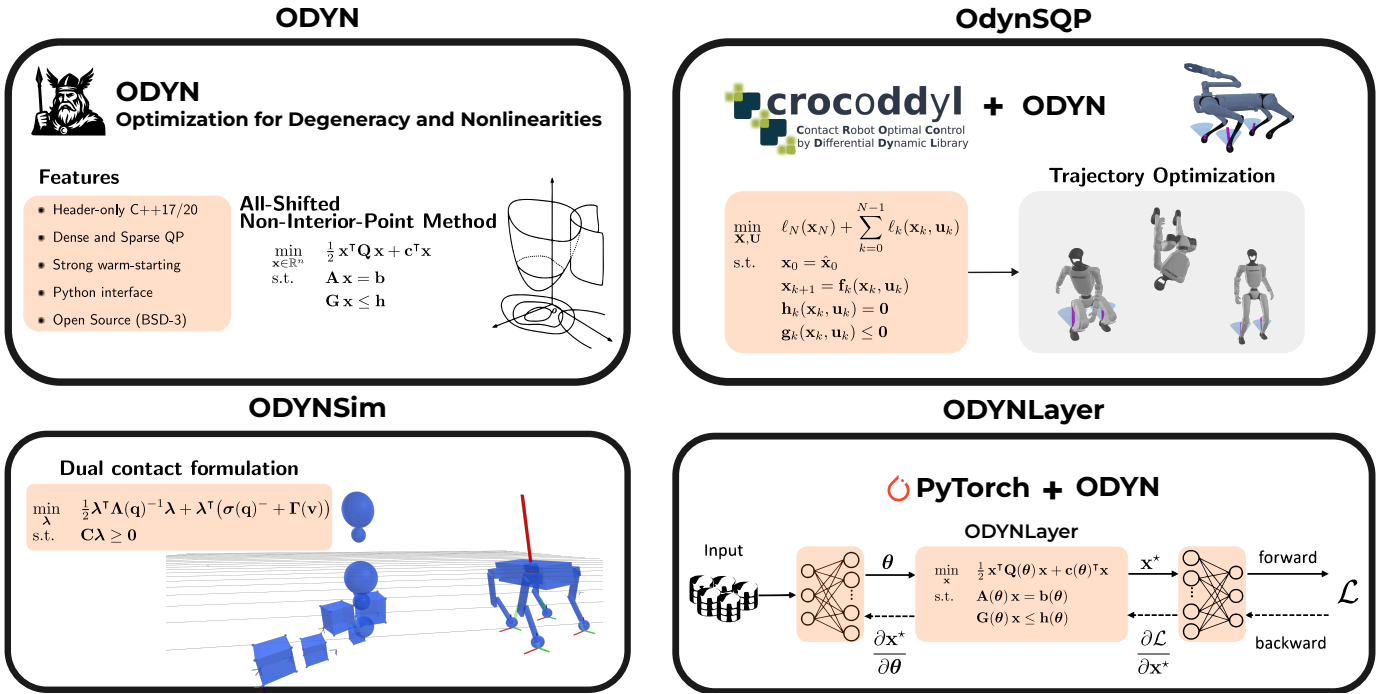 ODYN
ODYN
Optimization for Degeneracy and Nonlinearities
Features
Header-only C++17/20
Dense and Sparse QP
Strong warm-starting
Python interface
Open Source (BSD-3)
All-Shifted
Non-Interior-Point Method
min x∈ℝⁿ ½ xᵀQ x + cᵀx
s.t. A x = b
G x ≤ h
OdynSQP
crocoddyl + ODYN
Contact Robot Optimal Control
by Differential Dynamic Library
Trajectory Optimization
min X,U ℓ_N(x_N) + ∑_{k=0}^{N−1} ℓ_k(x_k, u_k)
s.t. x_0 = x̂_0
x_{k+1} = f_k(x_k, u_k)
h_k(x_k, u_k) = 0
g_k(x_k, u_k) ≤ 0
ODYNSim
Dual contact formulation
min λ ½λᵀΛ(q)⁻¹λ + λᵀ(σ(q)⁻ + Γ(v))
s.t. Cλ ≥ 0
ODYNLayer
PyTorch + ODYN
ODYNLayer
Input
θ
min x ½ xᵀQ(θ) x + c(θ)ᵀx
s.t. A(θ) x = b(θ)
G(θ) x ≤ h(θ)
x⋆
forward
ℒ
backward
∂x⋆/∂θ
∂ℒ/∂x⋆